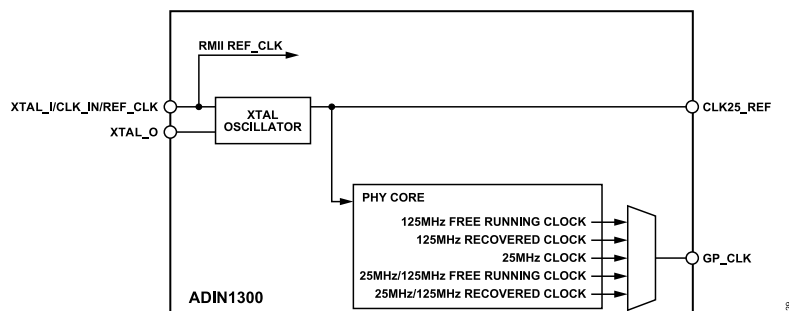 RMII REF_CLK
XTAL_I/CLK_IN/REF_CLK
XTAL
OSCILLATOR
CLK25_REF
XTAL_O
PHY CORE
125MHz FREE RUNNING CLOCK
125MHz RECOVERED CLOCK
25MHz CLOCK
GP_CLK
25MHz/125MHz FREE RUNNING CLOCK
25MHz/125MHz RECOVERED CLOCK
ADIN1300